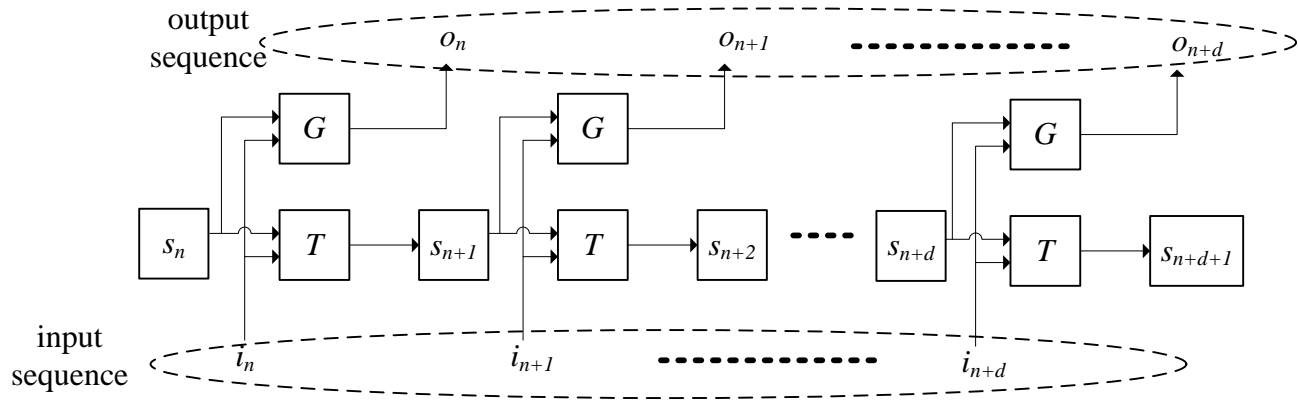 output
sequence
o_n o_{n+1} o_{n+d}
G G G
s_n T s_{n+1} T s_{n+2} s_{n+d} T s_{n+d+1}
input
sequence
i_n i_{n+1} i_{n+d}